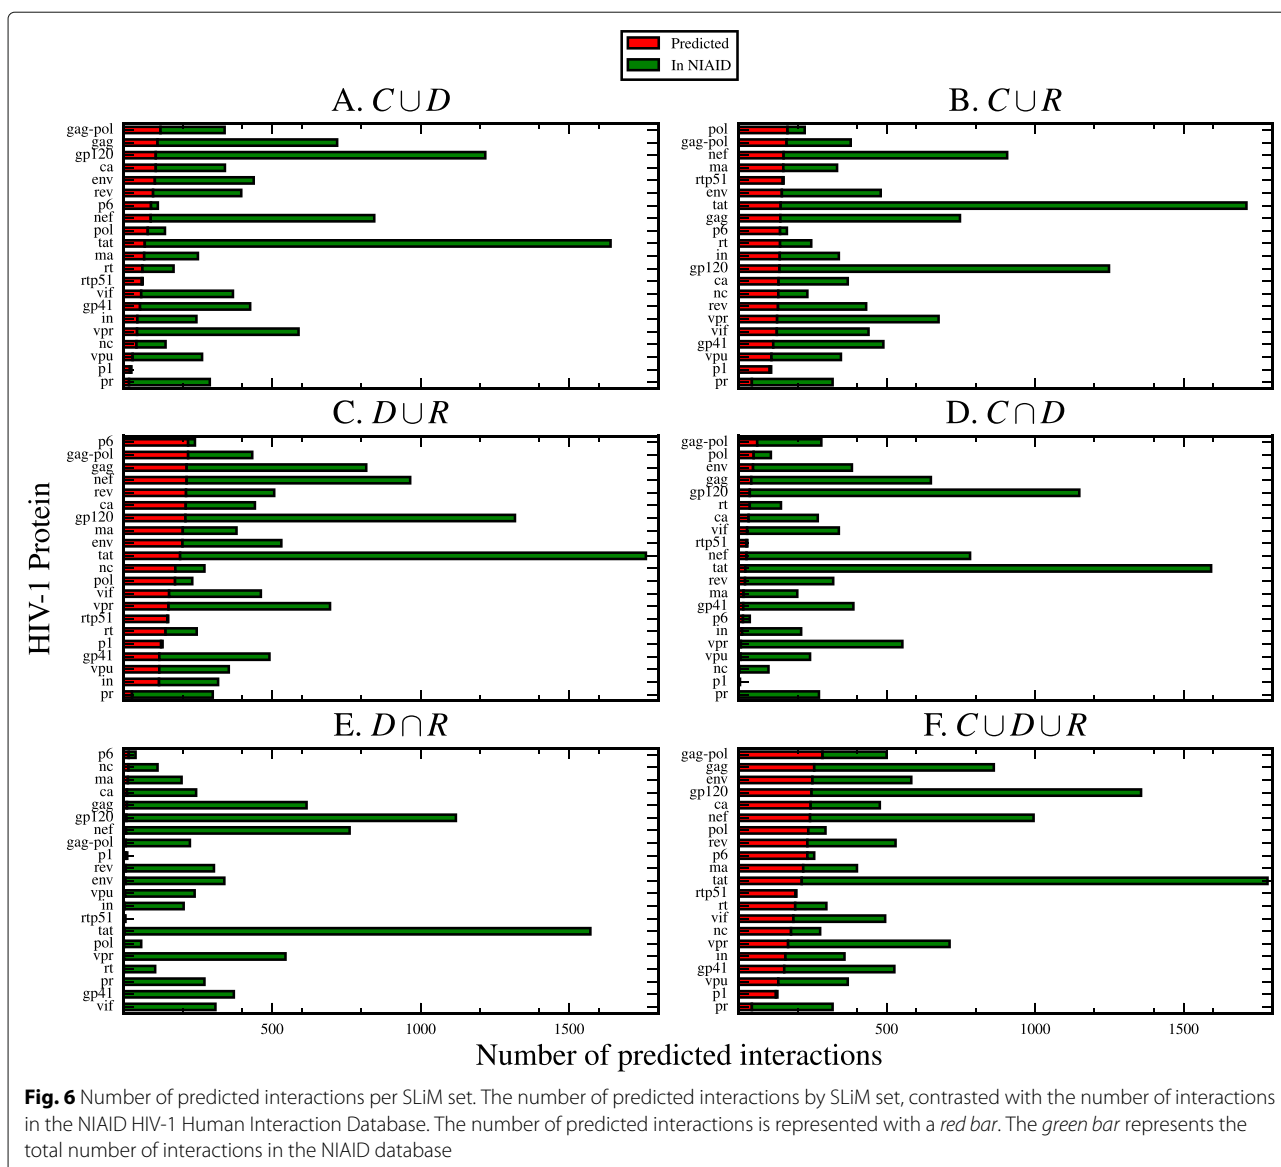 Predicted
In NIAID
A. C∪D
gag-pol
gag
gp120
ca
env
rev
p6
nef
pol
tat
ma
rt
rtp51
vif
gp41
in
vpr
nc
vpu
p1
pr
B. C∪R
pol
gag-pol
nef
ma
rtp51
env
tat
gag
p6
rt
in
gp120
ca
nc
rev
vpr
vif
gp41
vpu
p1
pr
C. D∪R
p6
gag-pol
gag
nef
rev
ca
gp120
ma
env
tat
nc
pol
vif
vpr
rtp51
rt
p1
gp41
vpu
in
pr
D. C∩D
gag-pol
pol
env
gag
gp120
rt
ca
vif
rtp51
nef
tat
rev
ma
gp41
p6
in
vpr
vpu
nc
p1
pr
HIV-1 Protein
E. D∩R
p6
nc
ma
ca
gag
gp120
nef
gag-pol
p1
rev
env
vpu
in
rtp51
tat
pol
vpr
rt
pr
gp41
vif
500 1000 1500
F. C∪D∪R
gag-pol
gag
env
gp120
ca
nef
pol
rev
p6
ma
tat
rtp51
rt
vif
nc
vpr
in
gp41
vpu
p1
pr
500 1000 1500
Number of predicted interactions
Fig. 6 Number of predicted interactions per SLiM set. The number of predicted interactions by SLiM set, contrasted with the number of interactions
in the NIAID HIV-1 Human Interaction Database. The number of predicted interactions is represented with a red bar. The green bar represents the
total number of interactions in the NIAID database